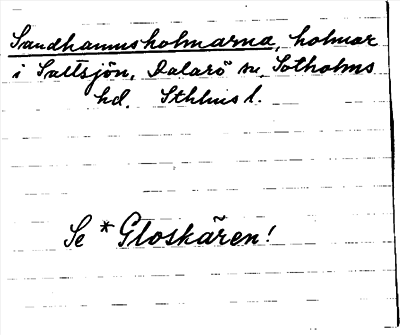 Sandhamnsholmarna, holmar
i Saltsjön, Dalarö sn, Sotholms
hd. Sthlms l.
Se *Gloskären!